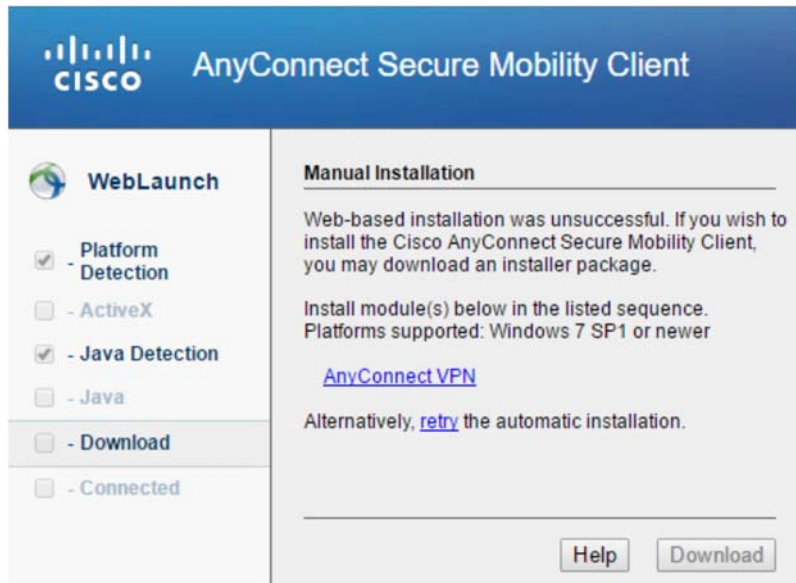 CISCO
AnyConnect Secure Mobility Client
WebLaunch
- Platform
Detection
- ActiveX
- Java Detection
- Java
- Download
- Connected
Manual Installation
Web-based installation was unsuccessful. If you wish to
install the Cisco AnyConnect Secure Mobility Client,
you may download an installer package.
Install module(s) below in the listed sequence.
Platforms supported: Windows 7 SP1 or newer
AnyConnect VPN
Alternatively, retry the automatic installation.
Help
Download